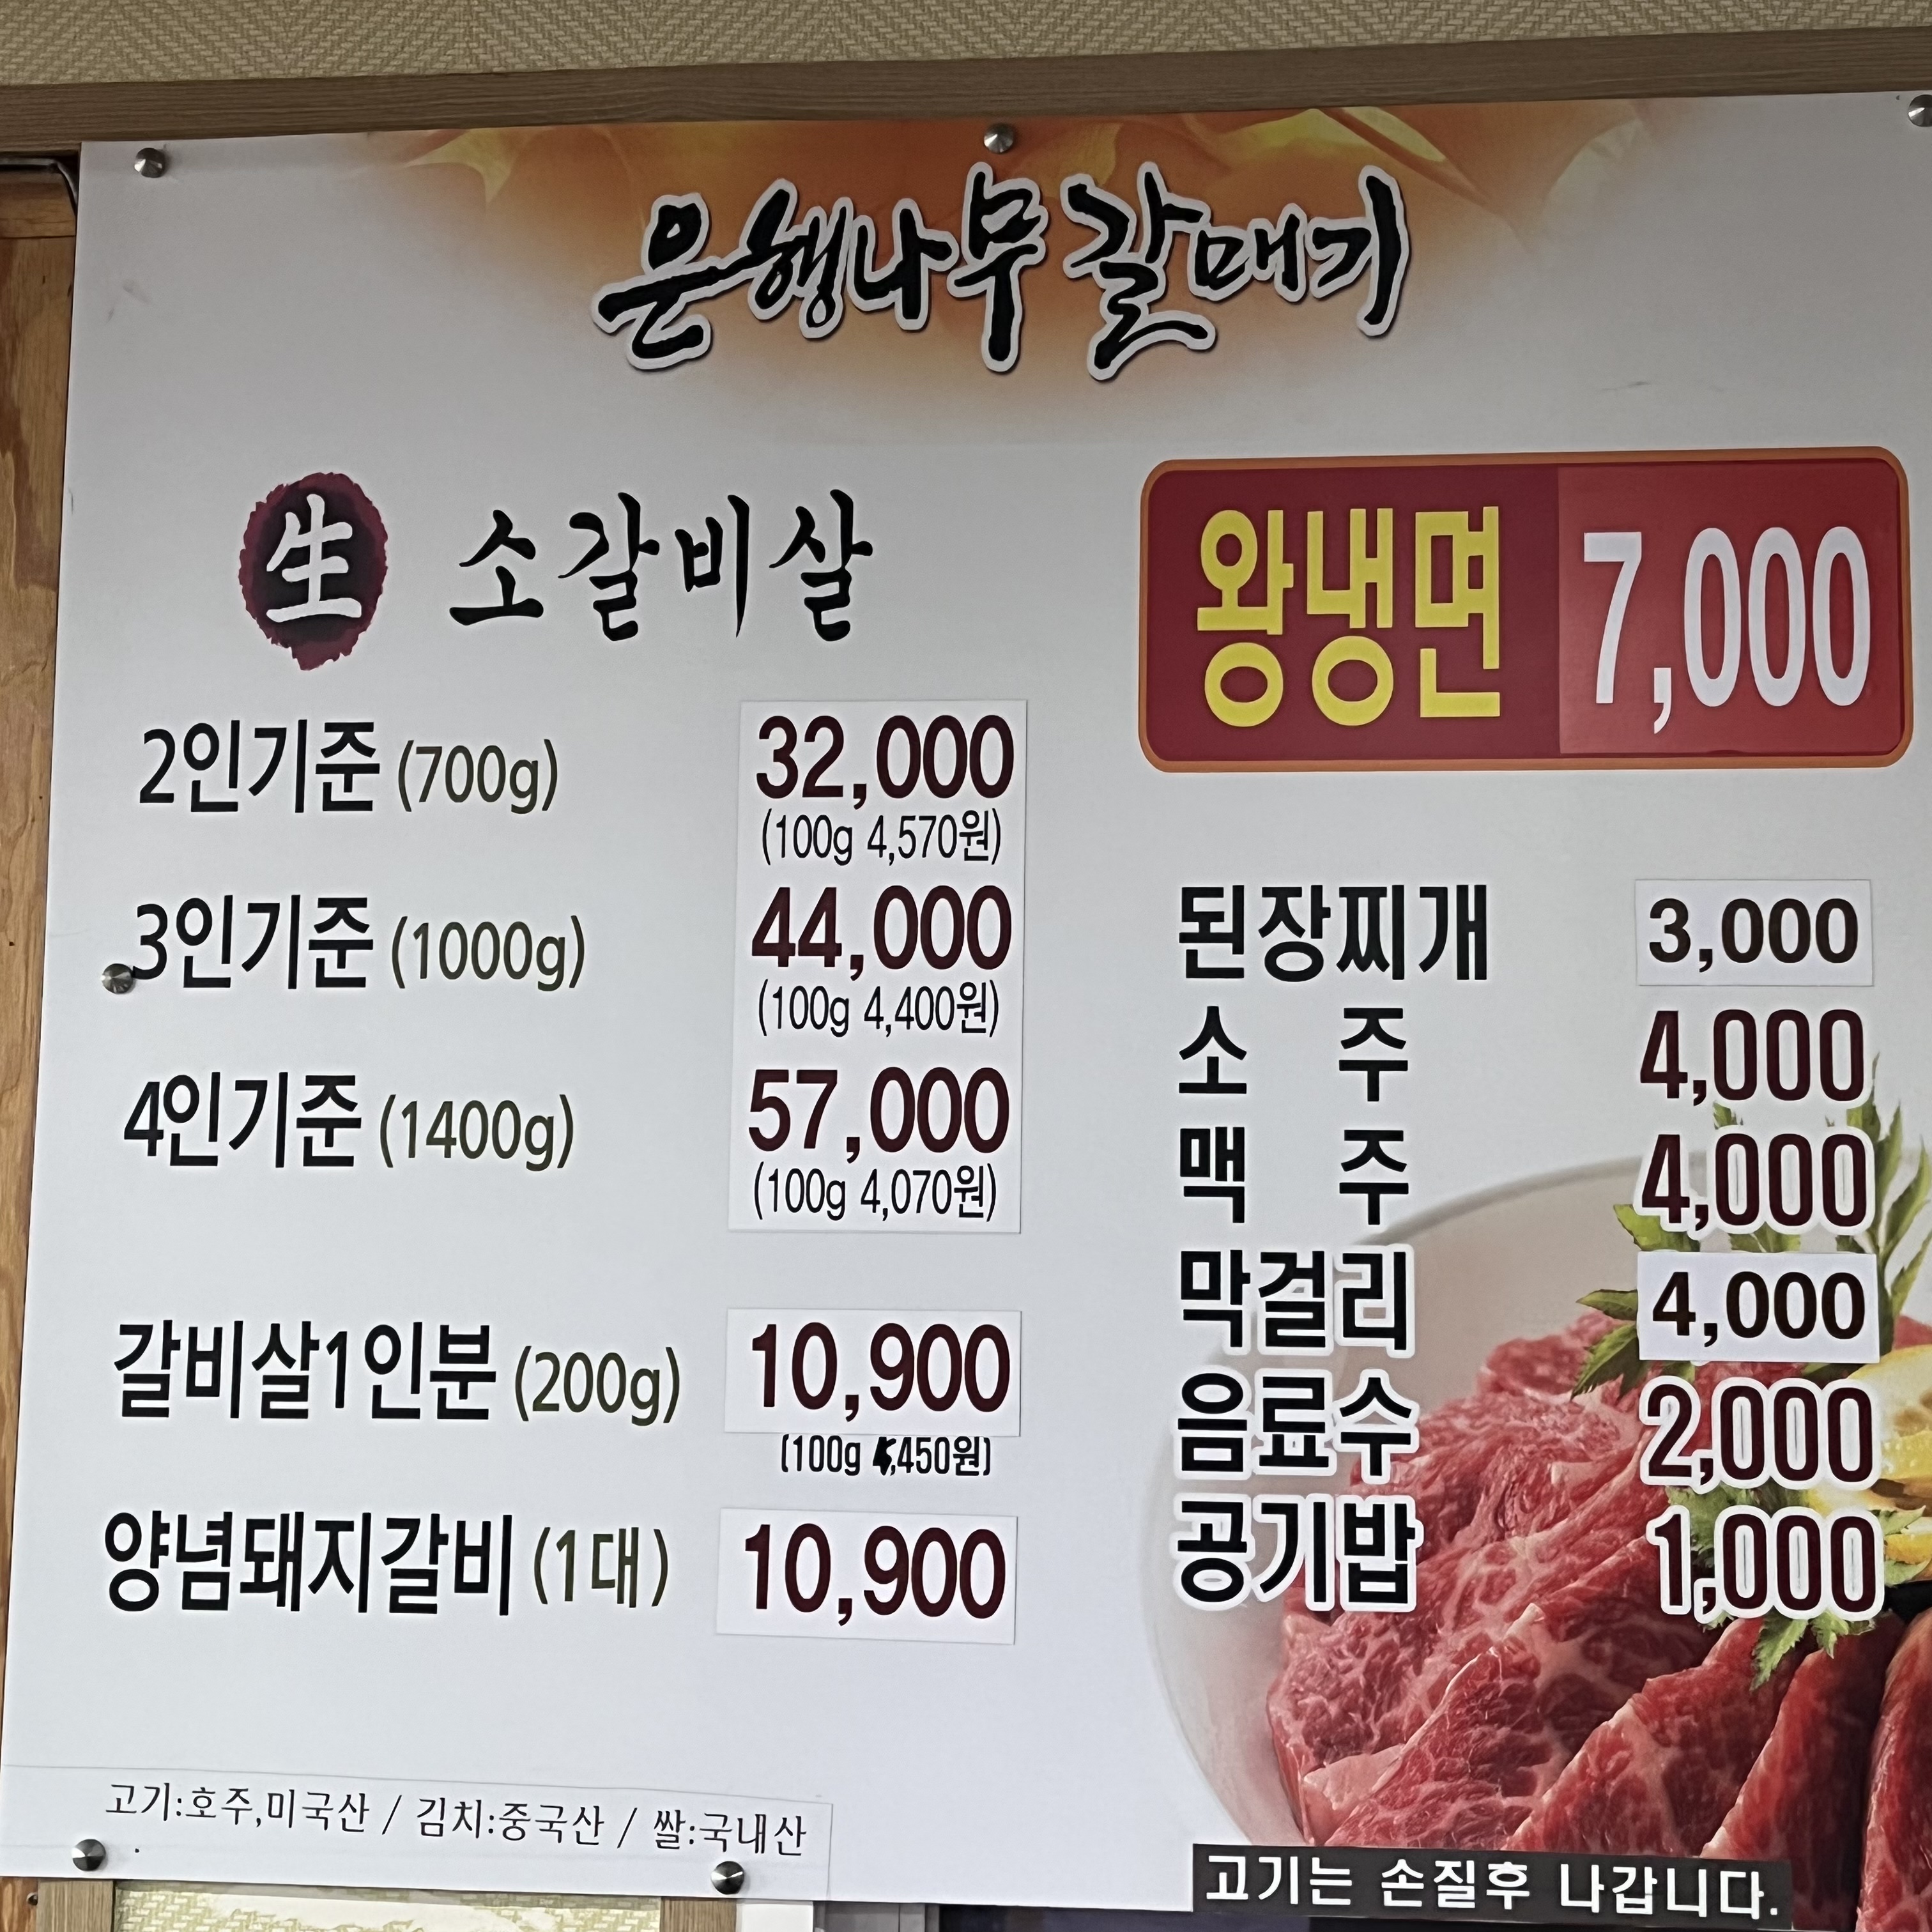 은행나무갈매기
生 소갈비살
2인기준 (700g) 32,000
(100g 4,570원)
3인기준 (1000g) 44,000
(100g 4,400원)
4인기준 (1400g) 57,000
(100g 4,070원)
갈비살1인분 (200g) 10,900
(100g 5,450원)
양념돼지갈비 (1대) 10,900
왕냉면 7,000
된장찌개 3,000
소 주 4,000
맥 주 4,000
막걸리 4,000
음료수 2,000
공기밥 1,000
고기:호주,미국산 / 김치:중국산 / 쌀:국내산
고기는 손질후 나갑니다.